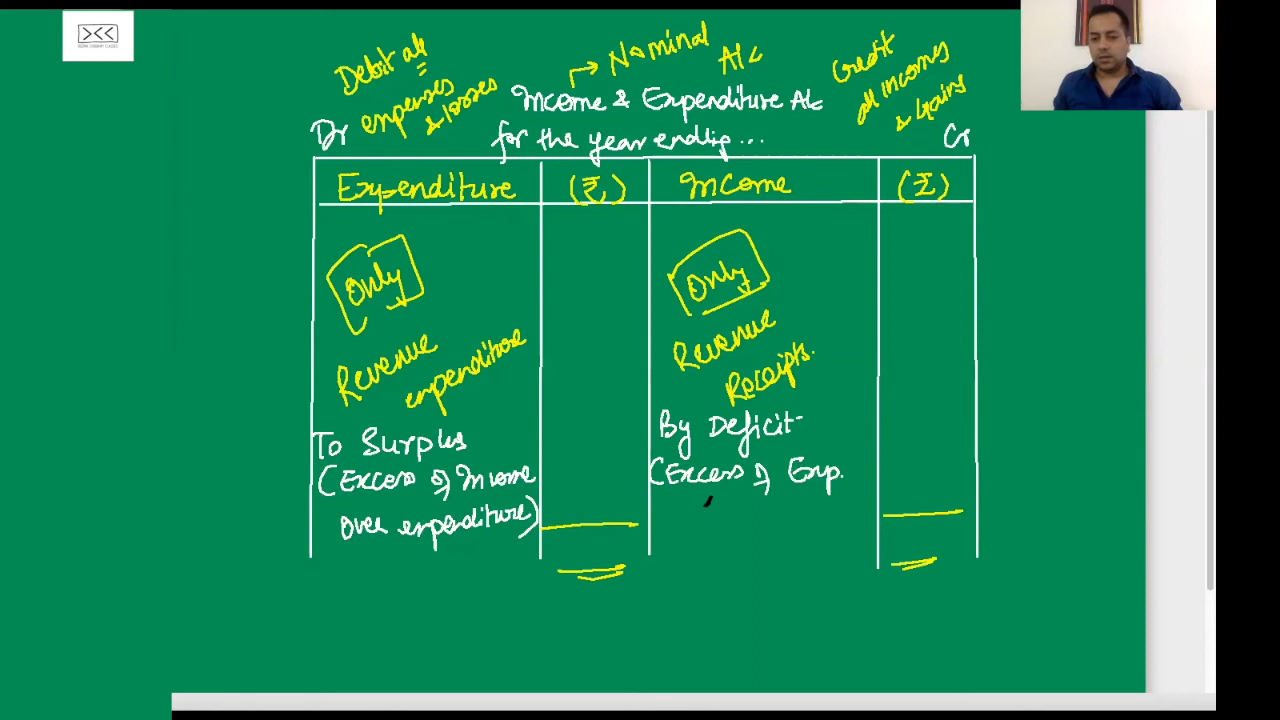 Debit all
expenses
& losses
→ Nominal
A/c
Credit
all incomes
& Gains
Income & Expenditure A/c
for the year ending ...
Dr
Cr
Expenditure (₹) Income (₹)
Only
Revenue
expenditure
To Surplus
(Excess of Income
over expenditure)
Only
Revenue
Receipts.
By Deficit
(Excess of Exp.